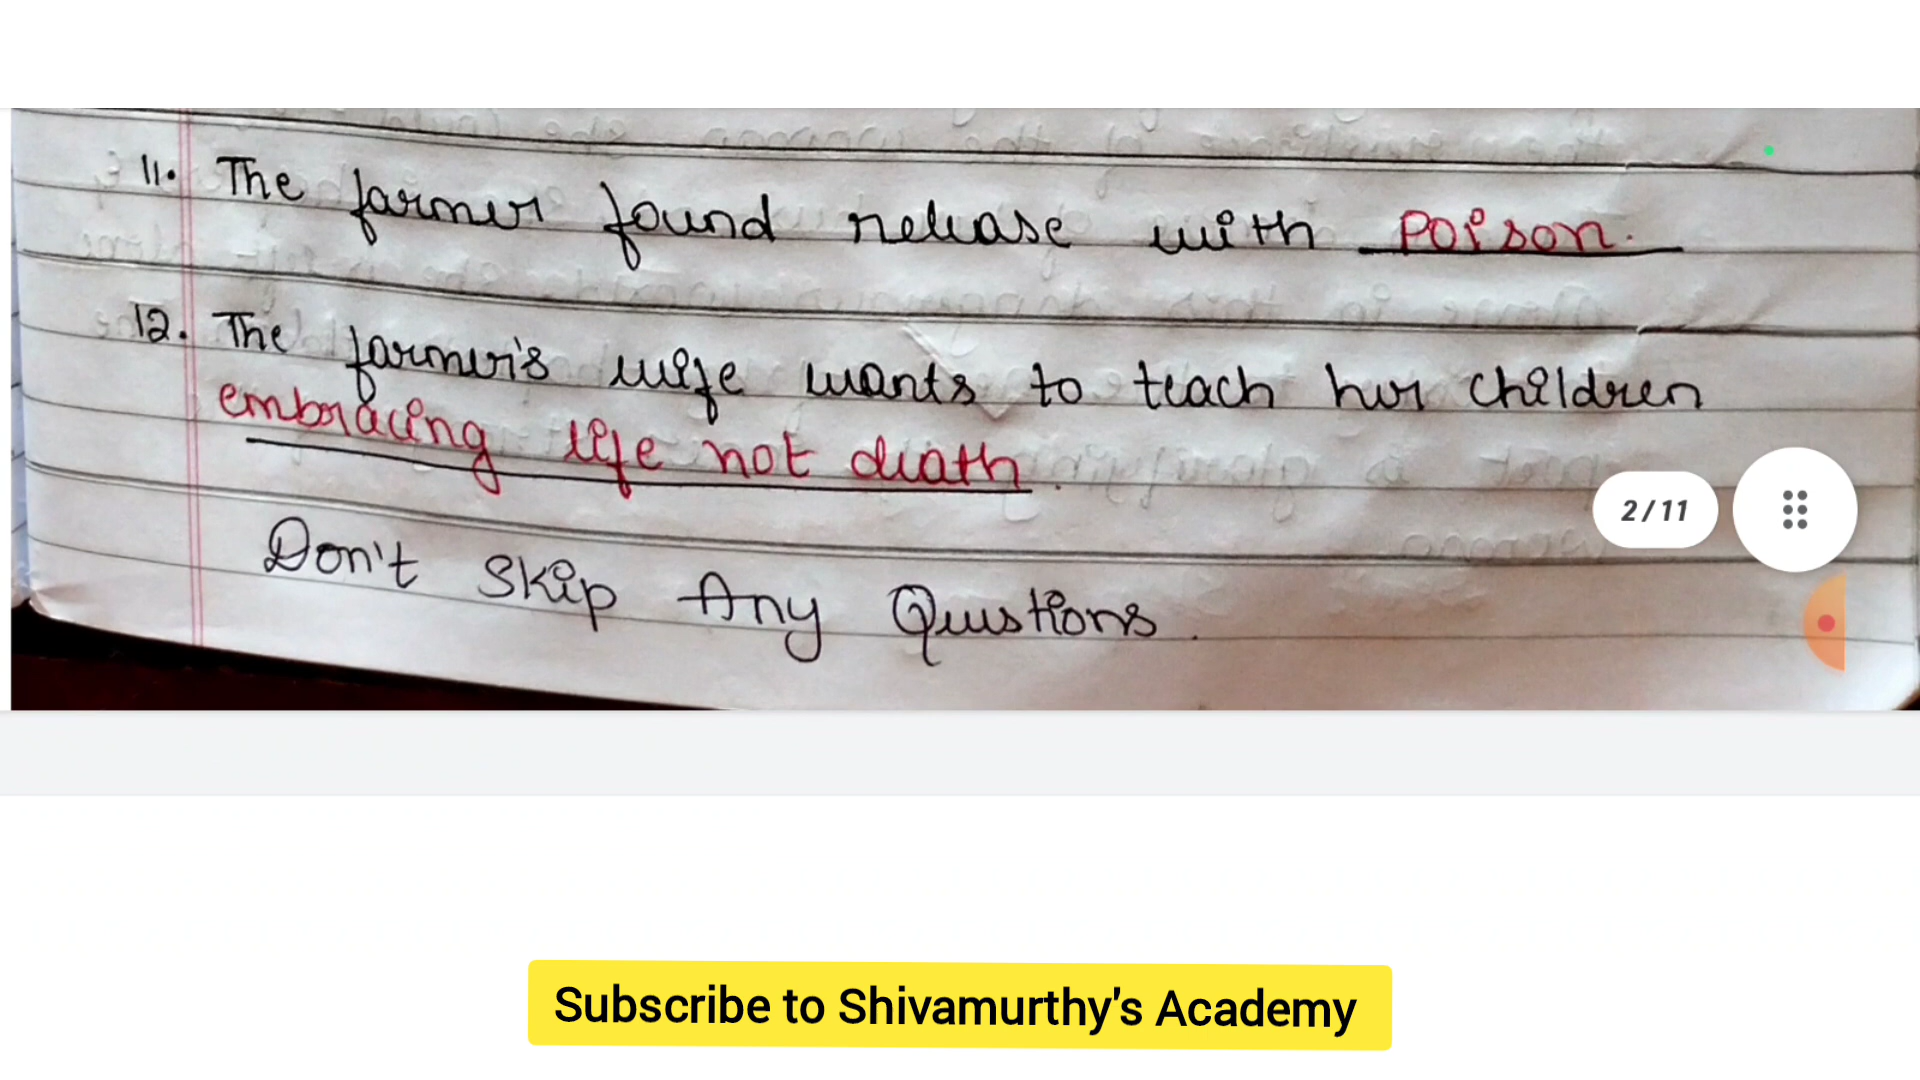 11. The farmer found release with Poison.
12. The farmer's wife wants to teach her children
embracing life not death.
Don't Skip Any Questions.
2/11
Subscribe to Shivamurthy's Academy